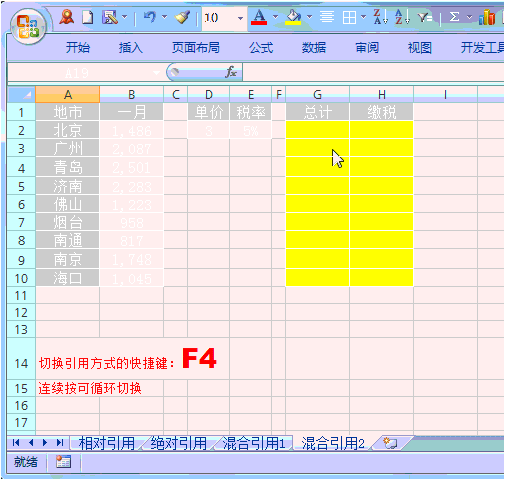 10
开始 插入 页面布局 公式 数据 审阅 视图 开发工具
A19 fx
A B C D E F G H I
1 地市 一月 单价 税率 总计 缴税
2 北京 1,486 3 5%
3 广州 2,087
4 青岛 2,501
5 济南 2,283
6 佛山 1,223
7 烟台 958
8 南通 817
9 南京 1,748
10 海口 1,045
11
12
13
14 切换引用方式的快捷键：F4
15 连续按可循环切换
16
17
相对引用 绝对引用 混合引用1 混合引用2
就绪